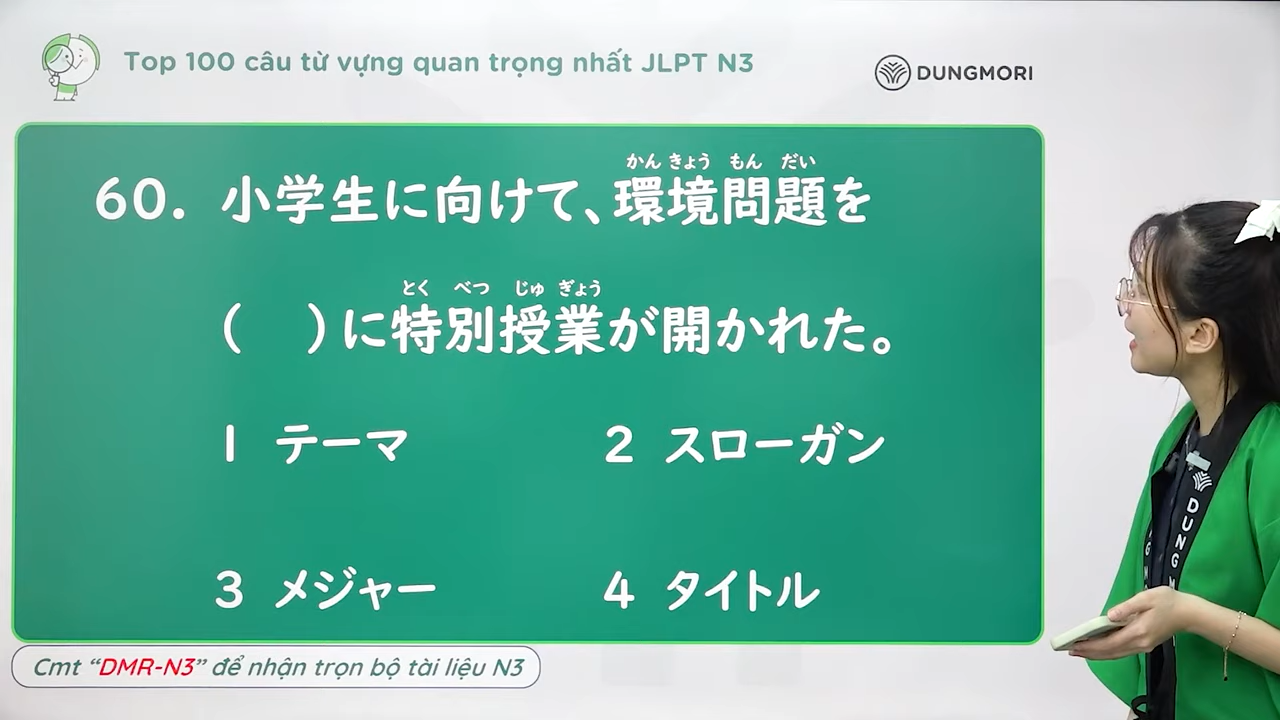 Top 100 câu từ vựng quan trọng nhất JLPT N3
DUNGMORI
かんきょうもんだい
60. 小学生に向けて、環境問題を
とくべつじゅぎょう
( )に特別授業が開かれた。
1 テーマ
2 スローガン
3 メジャー
4 タイトル
Cmt “DMR-N3” để nhận trọn bộ tài liệu N3
DUNG